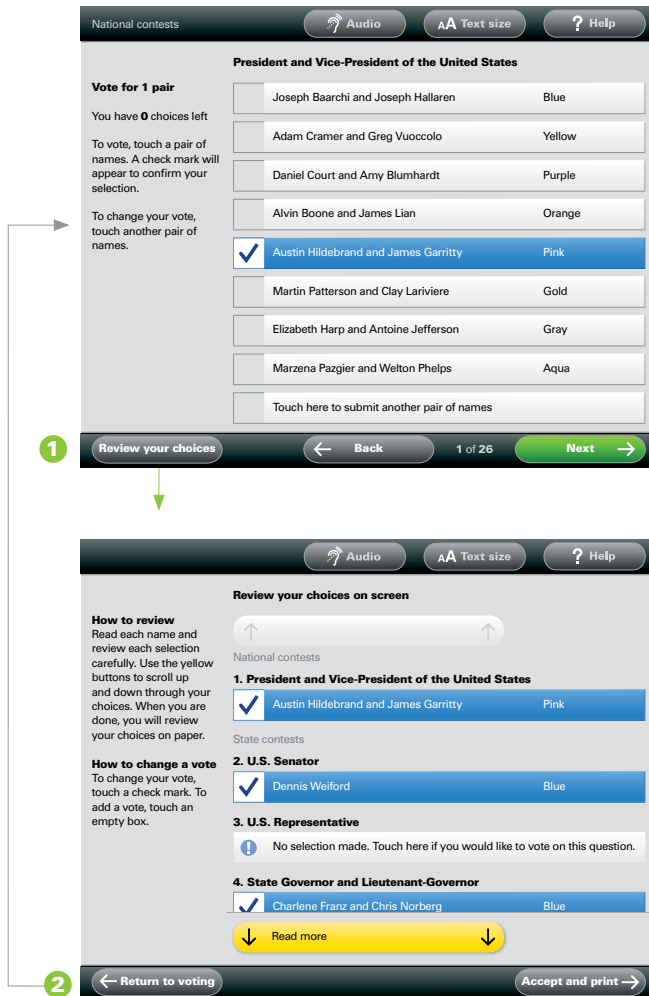 National contests
Audio
AA Text size
? Help
President and Vice-President of the United States
Vote for 1 pair
You have 0 choices left
To vote, touch a pair of
names. A check mark will
appear to confirm your
selection.
To change your vote,
touch another pair of
names.
Joseph Baarchi and Joseph Hallaren Blue
Adam Cramer and Greg Vuoccolo Yellow
Daniel Court and Amy Blumhardt Purple
Alvin Boone and James Lian Orange
Austin Hildebrand and James Garritty Pink
Martin Patterson and Clay Lariviere Gold
Elizabeth Harp and Antoine Jefferson Gray
Marzena Pazgier and Welton Phelps Aqua
Touch here to submit another pair of names
1
Review your choices
← Back
1 of 26
Next →
Audio
AA Text size
? Help
Review your choices on screen
How to review
Read each name and
review each selection
carefully. Use the yellow
buttons to scroll up
and down through your
choices. When you are
done, you will review
your choices on paper.
How to change a vote
To change your vote,
touch a check mark. To
add a vote, touch an
empty box.
National contests
1. President and Vice-President of the United States
Austin Hildebrand and James Garritty Pink
State contests
2. U.S. Senator
Dennis Weiford Blue
3. U.S. Representative
No selection made. Touch here if you would like to vote on this question.
4. State Governor and Lieutenant-Governor
Charlene Franz and Chris Norberg Blue
↓ Read more ↓
2
← Return to voting
Accept and print →